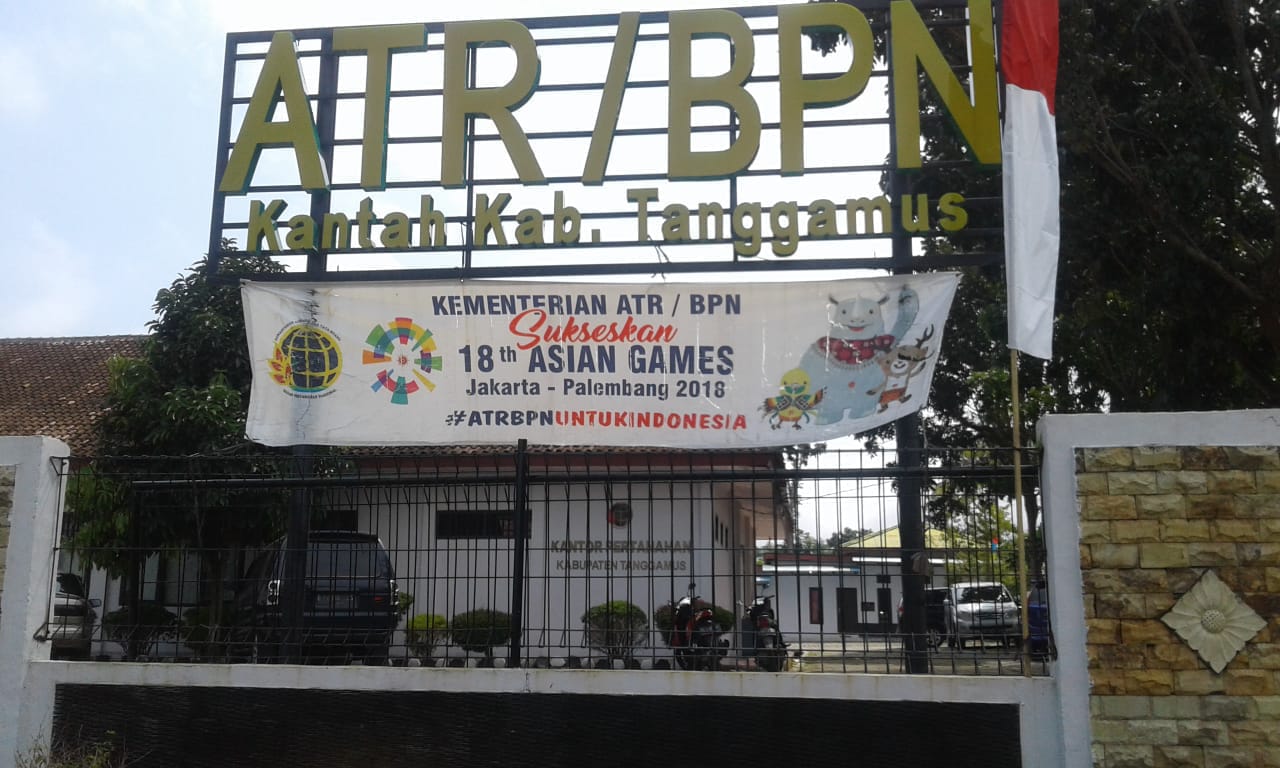 ATR/BPN
Kantah Kab. Tanggamus
KEMENTERIAN ATR / BPN
Sukseskan
18th ASIAN GAMES
Jakarta - Palembang 2018
#ATRBPNUNTUKINDONESIA
KANTOR PERTANAHAN
KABUPATEN TANGGAMUS